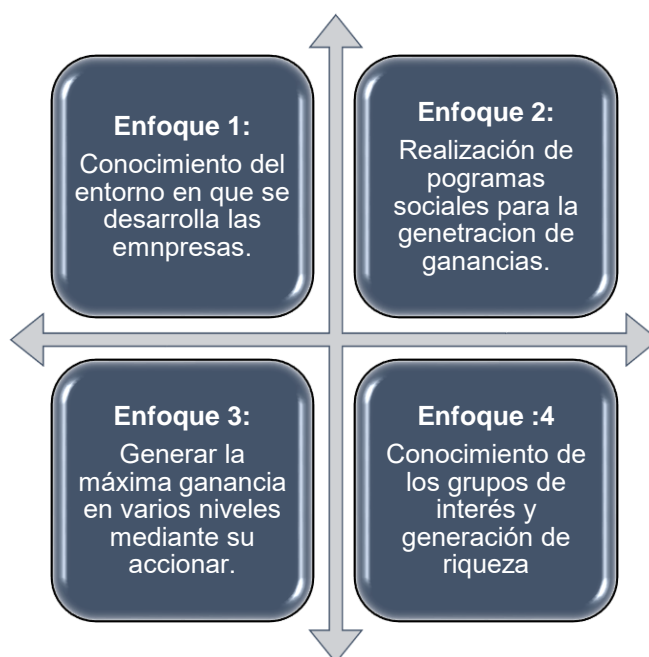 Enfoque 1:
Conocimiento del
entorno en que se
desarrolla las
emnpresas.
Enfoque 2:
Realización de
pogramas
sociales para la
genetracion de
ganancias.
Enfoque 3:
Generar la
máxima ganancia
en varios niveles
mediante su
accionar.
Enfoque :4
Conocimiento de
los grupos de
interés y
generación de
riqueza